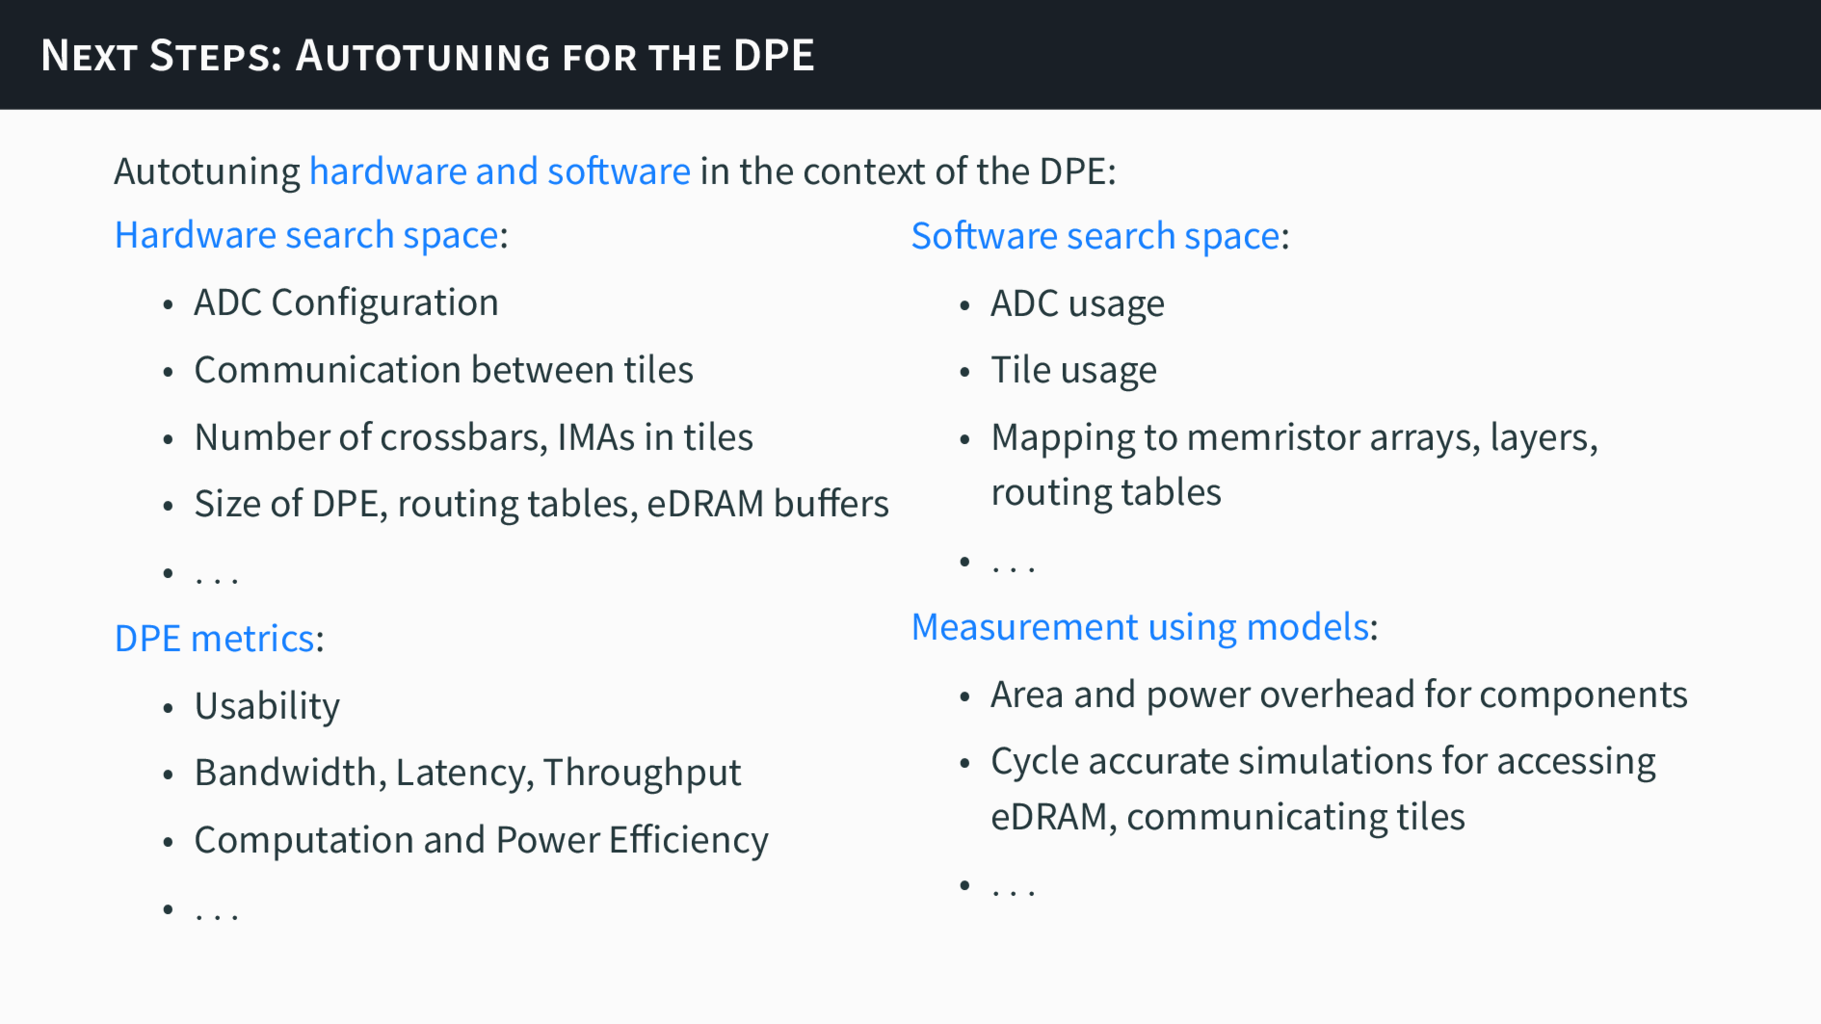 Next Steps: Autotuning for the DPE
Autotuning hardware and software in the context of the DPE:
Hardware search space:
• ADC Configuration
• Communication between tiles
• Number of crossbars, IMAs in tiles
• Size of DPE, routing tables, eDRAM buffers
• . . .
DPE metrics:
• Usability
• Bandwidth, Latency, Throughput
• Computation and Power Efficiency
• . . .
Software search space:
• ADC usage
• Tile usage
• Mapping to memristor arrays, layers,
routing tables
• . . .
Measurement using models:
• Area and power overhead for components
• Cycle accurate simulations for accessing
eDRAM, communicating tiles
• . . .